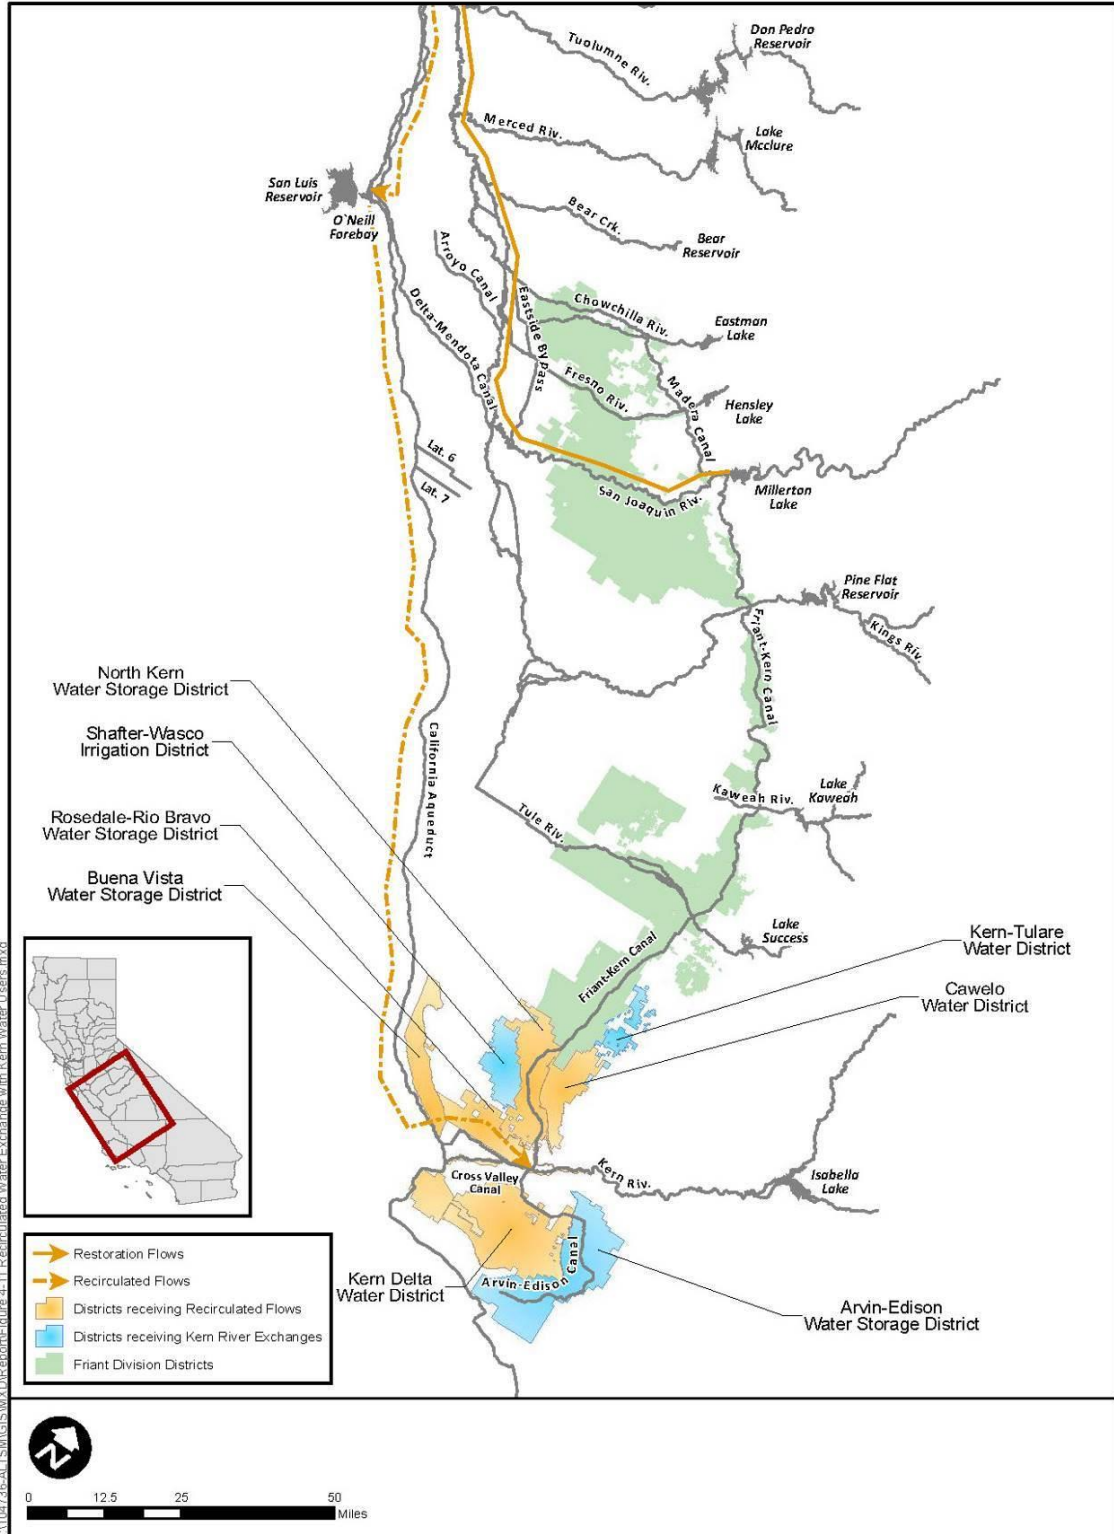 Don Pedro
Reservoir
Tuolumne Riv.
Merced Riv.
Lake
Mcclure
San Luis
Reservoir
O`Neill
Forebay
Bear Crk.
Bear
Reservoir
Arroyo Canal
Delta-Mendota Canal
Eastside Bypass
Chowchilla Riv.
Eastman
Lake
Fresno Riv.
Madera Canal
Hensley
Lake
Lat. 6
Lat. 7
San Joaquin Riv.
Millerton
Lake
Pine Flat
Reservoir
Kings Riv.
Friant-Kern Canal
North Kern
Water Storage District
Shafter-Wasco
Irrigation District
California Aqueduct
Lake
Kaweah
Kaweah Riv.
Rosedale-Rio Bravo
Water Storage District
Tule Riv.
Buena Vista
Water Storage District
Lake
Success
Friant-Kern Canal
Kern-Tulare
Water District
Cawelo
Water District
Cross Valley
Canal
Kern Riv.
Isabella
Lake
Kern Delta
Water District
Arvin-Edison Canal
Arvin-Edison
Water Storage District
Restoration Flows
Recirculated Flows
Districts receiving Recirculated Flows
Districts receiving Kern River Exchanges
Friant Division Districts
N
0 12.5 25 50
Miles